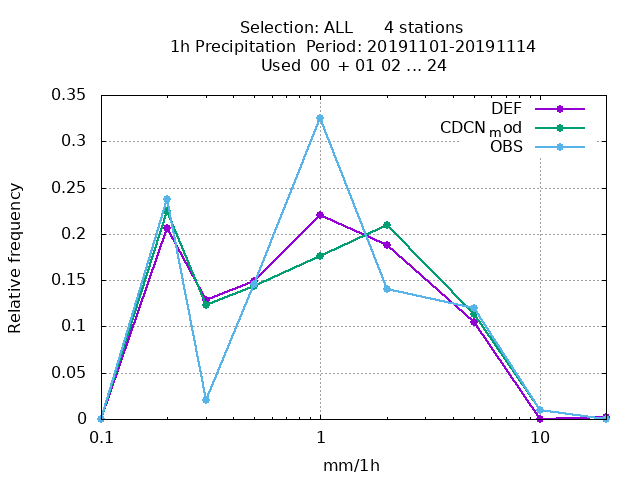 Selection: ALL      4 stations
1h Precipitation  Period: 20191101-20191114
Used  00  + 01 02 ... 24
DEF
CDCN_mod
OBS
0.35
0.3
0.25
0.2
0.15
0.1
0.05
0
Relative frequency
0.1 1 10
mm/1h